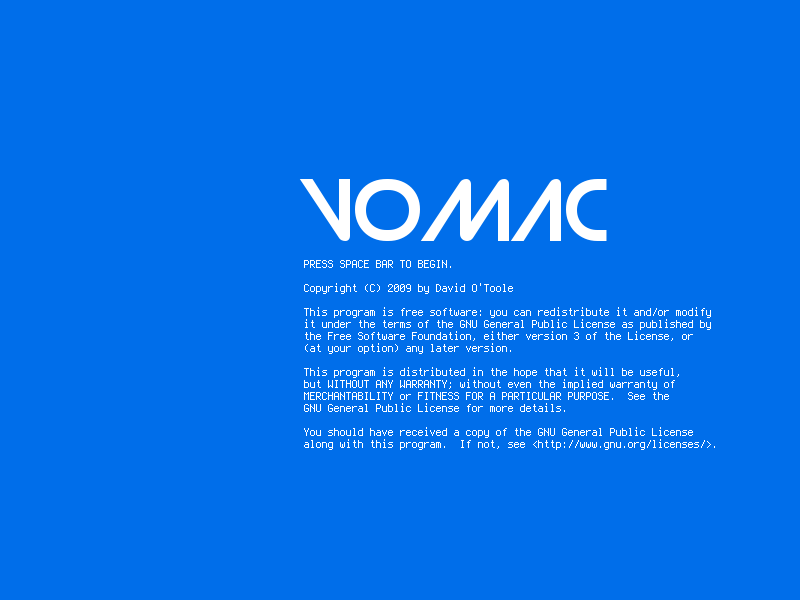 VOMAC
PRESS SPACE BAR TO BEGIN.
Copyright (C) 2009 by David O'Toole
This program is free software: you can redistribute it and/or modify
it under the terms of the GNU General Public License as published by
the Free Software Foundation, either version 3 of the License, or
(at your option) any later version.
This program is distributed in the hope that it will be useful,
but WITHOUT ANY WARRANTY; without even the implied warranty of
MERCHANTABILITY or FITNESS FOR A PARTICULAR PURPOSE.  See the
GNU General Public License for more details.
You should have received a copy of the GNU General Public License
along with this program.  If not, see <http://www.gnu.org/licenses/>.